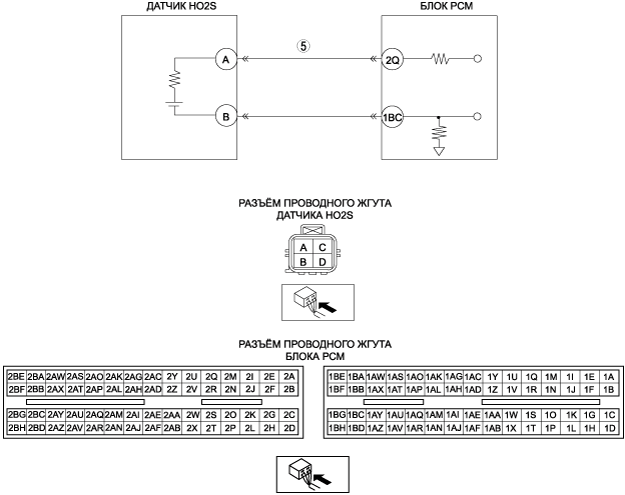 ДАТЧИК HO2S
БЛОК PCM
5
A
2Q
B
1BC
РАЗЪЁМ ПРОВОДНОГО ЖГУТА
ДАТЧИКА HO2S
A C
B D
РАЗЪЁМ ПРОВОДНОГО ЖГУТА
БЛОКА PCM
2BE 2BA 2AW 2AS 2AO 2AK 2AG 2AC 2Y 2U 2Q 2M 2I 2E 2A
2BF 2BB 2AX 2AT 2AP 2AL 2AH 2AD 2Z 2V 2R 2N 2J 2F 2B
2BG 2BC 2AY 2AU 2AQ 2AM 2AI 2AE 2AA 2W 2S 2O 2K 2G 2C
2BH 2BD 2AZ 2AV 2AR 2AN 2AJ 2AF 2AB 2X 2T 2P 2L 2H 2D
1BE 1BA 1AW 1AS 1AO 1AK 1AG 1AC 1Y 1U 1Q 1M 1I 1E 1A
1BF 1BB 1AX 1AT 1AP 1AL 1AH 1AD 1Z 1V 1R 1N 1J 1F 1B
1BG 1BC 1AY 1AU 1AQ 1AM 1AI 1AE 1AA 1W 1S 1O 1K 1G 1C
1BH 1BD 1AZ 1AV 1AR 1AN 1AJ 1AF 1AB 1X 1T 1P 1L 1H 1D